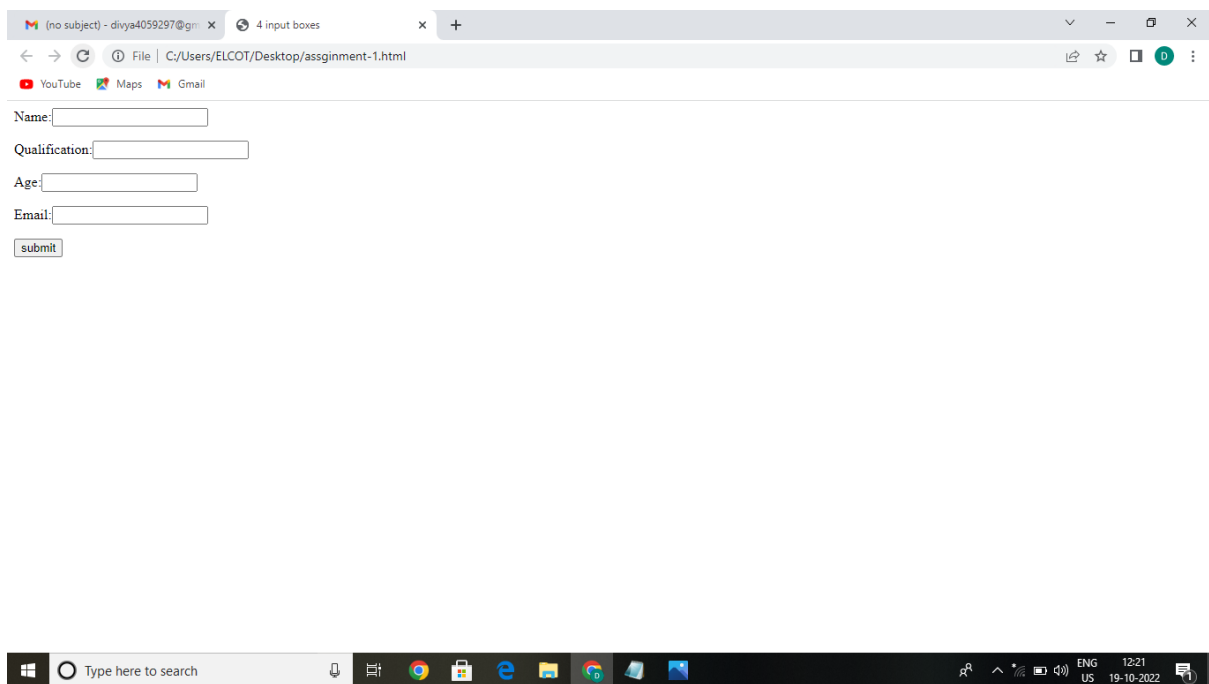 (no subject) - divya4059297@gm
4 input boxes
File | C:/Users/ELCOT/Desktop/assginment-1.html
D
YouTube Maps Gmail
Name:
Qualification:
Age:
Email:
submit
Type here to search
ENG 12:21
US 19-10-2022
1